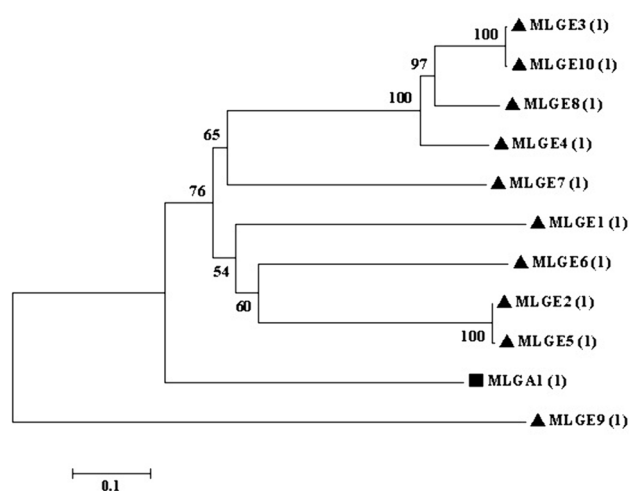 100 MLGE3 (1)
97 MLGE10 (1)
100 MLGE8 (1)
MLGE4 (1)
65
MLGE7 (1)
76
MLGE1 (1)
54 MLGE6 (1)
60 MLGE2 (1)
100 MLGE5 (1)
MLGA1 (1)
MLGE9 (1)
0.1